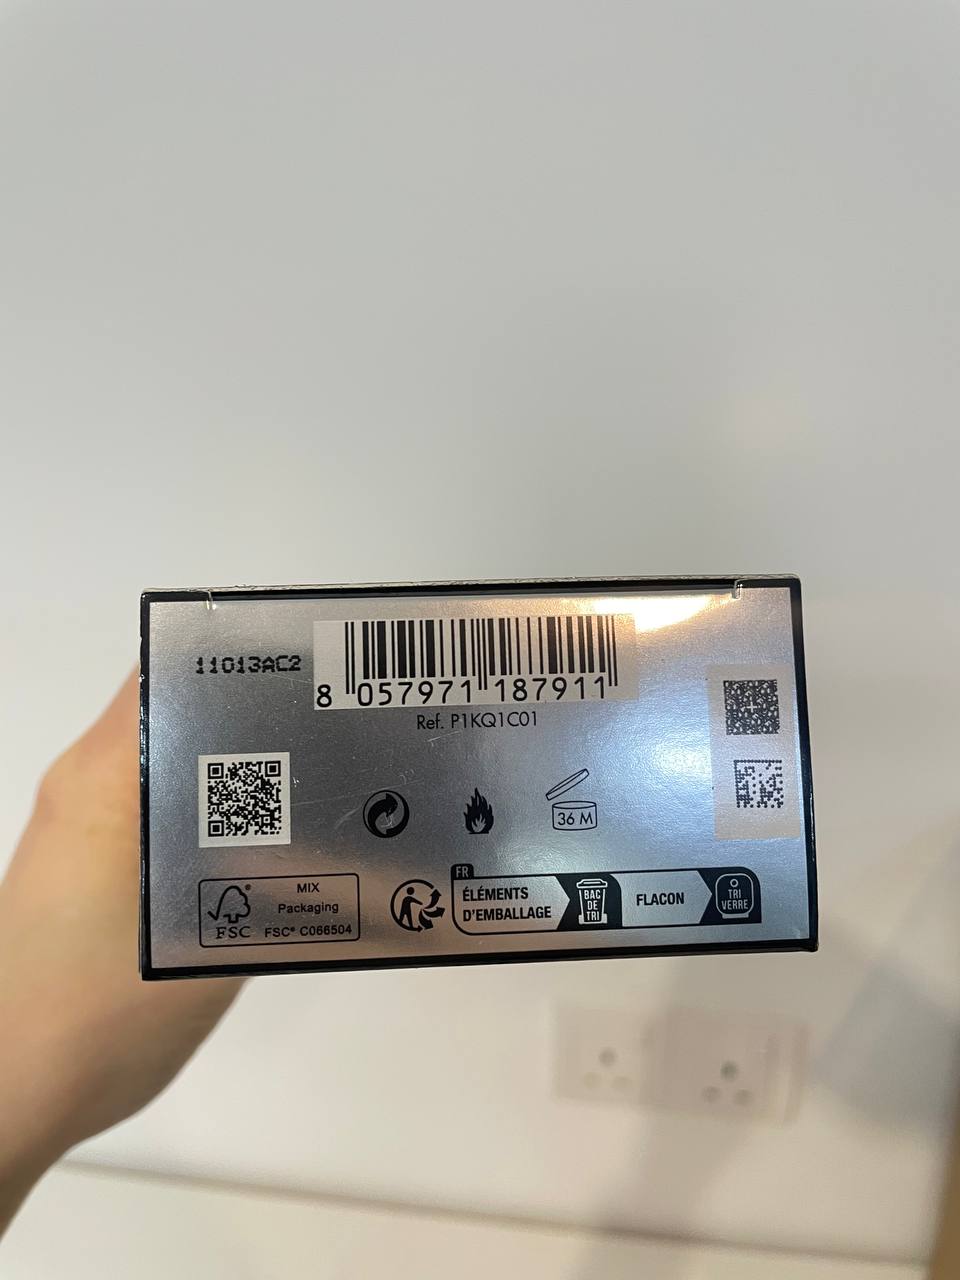 11013AC2
8 057971 187911
Ref. P1KQ1C01
36 M
MIX
Packaging
FSC
FSC® C066504
FR
ÉLÉMENTS
D'EMBALLAGE
BAC
DE
TRI
FLACON
TRI
VERRE